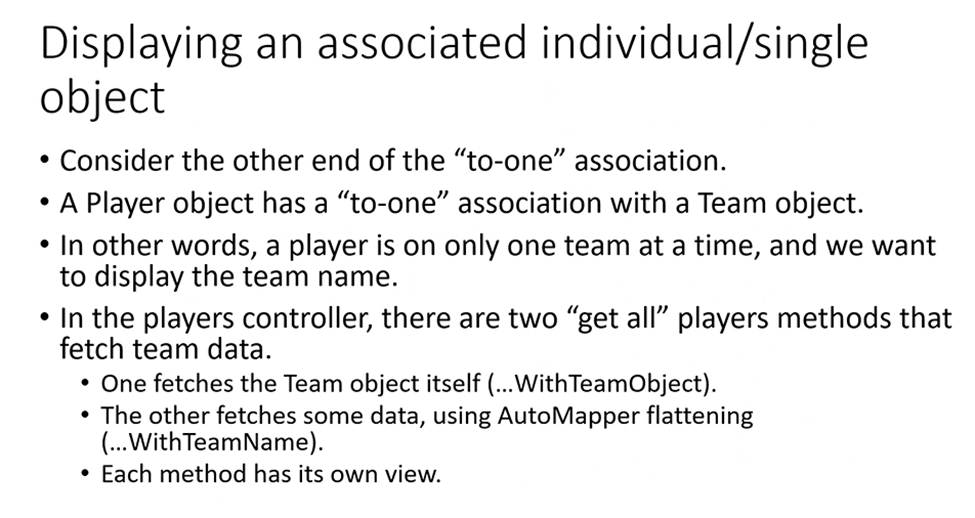 Displaying an associated individual/single
object
• Consider the other end of the “to-one” association.
• A Player object has a “to-one” association with a Team object.
• In other words, a player is on only one team at a time, and we want
to display the team name.
• In the players controller, there are two “get all” players methods that
fetch team data.
• One fetches the Team object itself (…WithTeamObject).
• The other fetches some data, using AutoMapper flattening
(…WithTeamName).
• Each method has its own view.